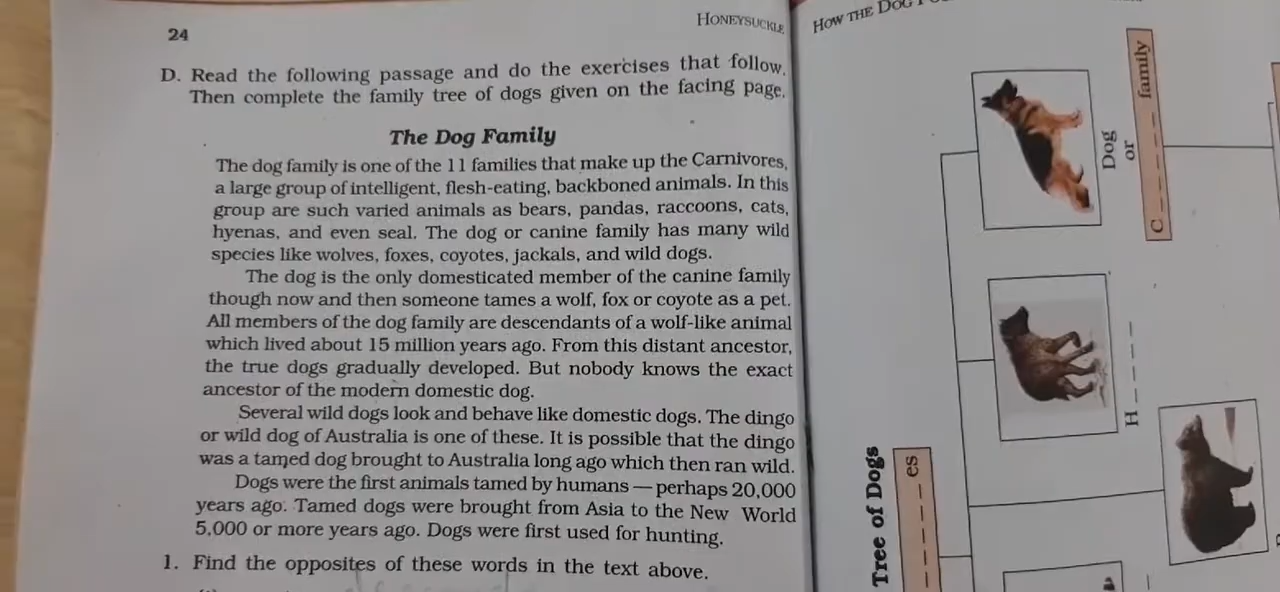 24
HONEYSUCKLE
D. Read the following passage and do the exercises that follow.
Then complete the family tree of dogs given on the facing page.
The Dog Family
The dog family is one of the 11 families that make up the Carnivores,
a large group of intelligent, flesh-eating, backboned animals. In this
group are such varied animals as bears, pandas, raccoons, cats,
hyenas, and even seal. The dog or canine family has many wild
species like wolves, foxes, coyotes, jackals, and wild dogs.
The dog is the only domesticated member of the canine family
though now and then someone tames a wolf, fox or coyote as a pet.
All members of the dog family are descendants of a wolf-like animal
which lived about 15 million years ago. From this distant ancestor,
the true dogs gradually developed. But nobody knows the exact
ancestor of the modern domestic dog.
Several wild dogs look and behave like domestic dogs. The dingo
or wild dog of Australia is one of these. It is possible that the dingo
was a tamed dog brought to Australia long ago which then ran wild.
Dogs were the first animals tamed by humans — perhaps 20,000
years ago. Tamed dogs were brought from Asia to the New World
5,000 or more years ago. Dogs were first used for hunting.
1. Find the opposites of these words in the text above.
HOW THE DOG
Dog
or
C _ _ _ _ _ family
H _ _ _ _
Tree of Dogs
_ _ _ _ _ es